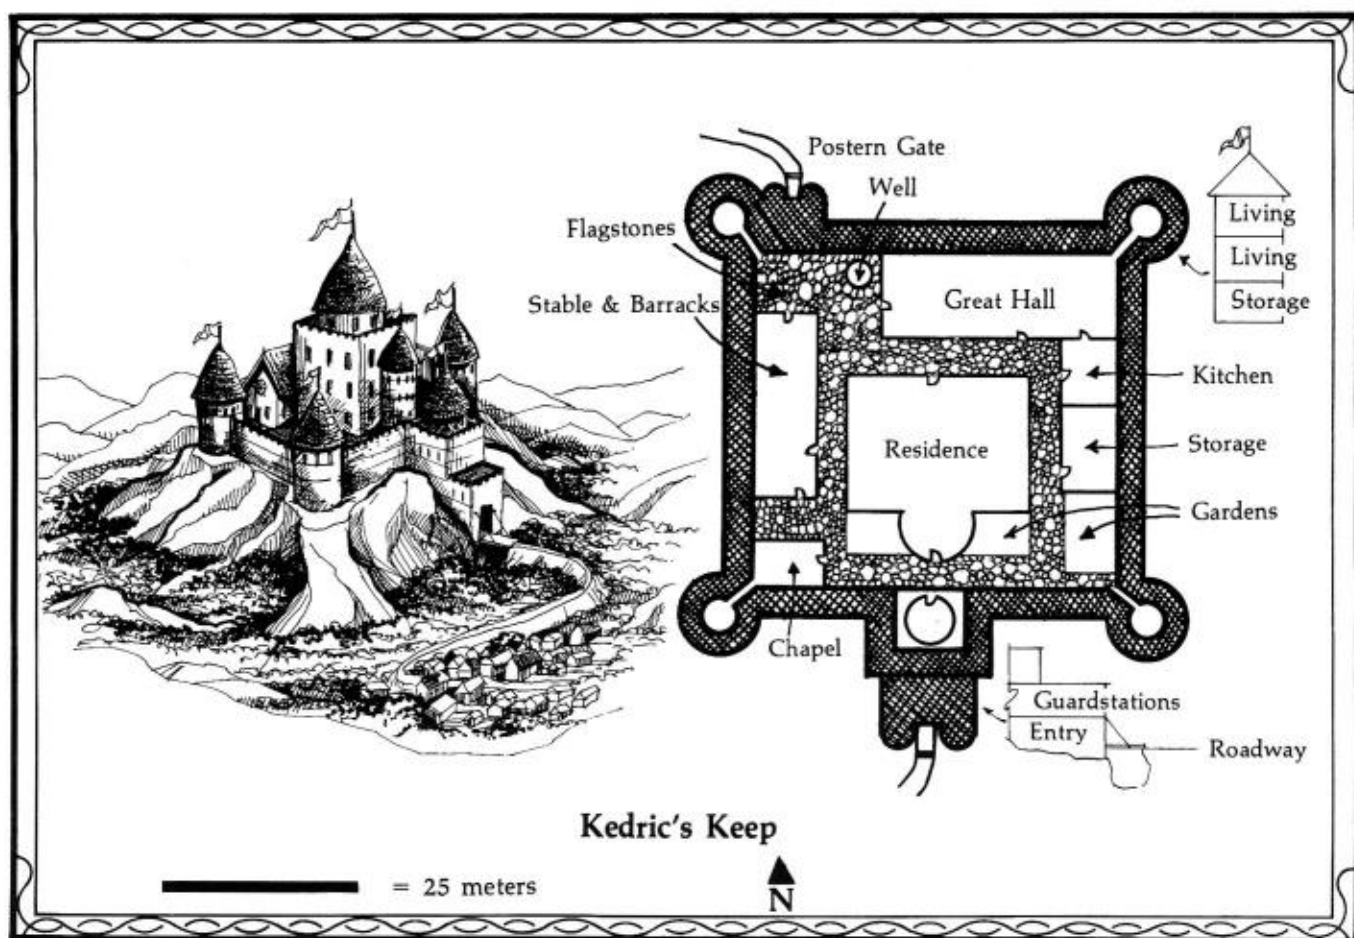 Postern Gate
Well
Flagstones
Living
Living
Storage
Stable & Barracks
Great Hall
Kitchen
Residence
Storage
Gardens
Chapel
Guardstations
Entry
Roadway
Kedric's Keep
= 25 meters
N